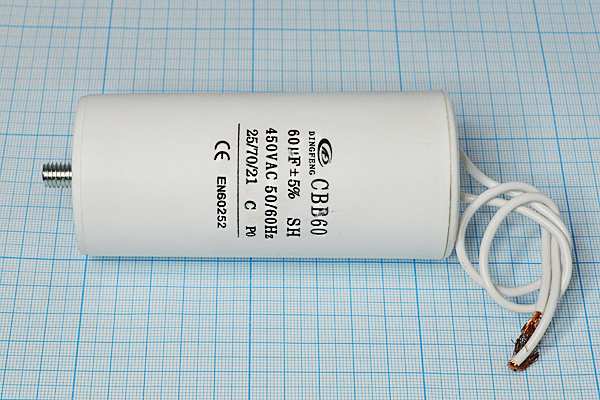 DINGFENG CBB60
60µF±5% SH
450VAC 50/60Hz
25/70/21 C P0
CE EN60252